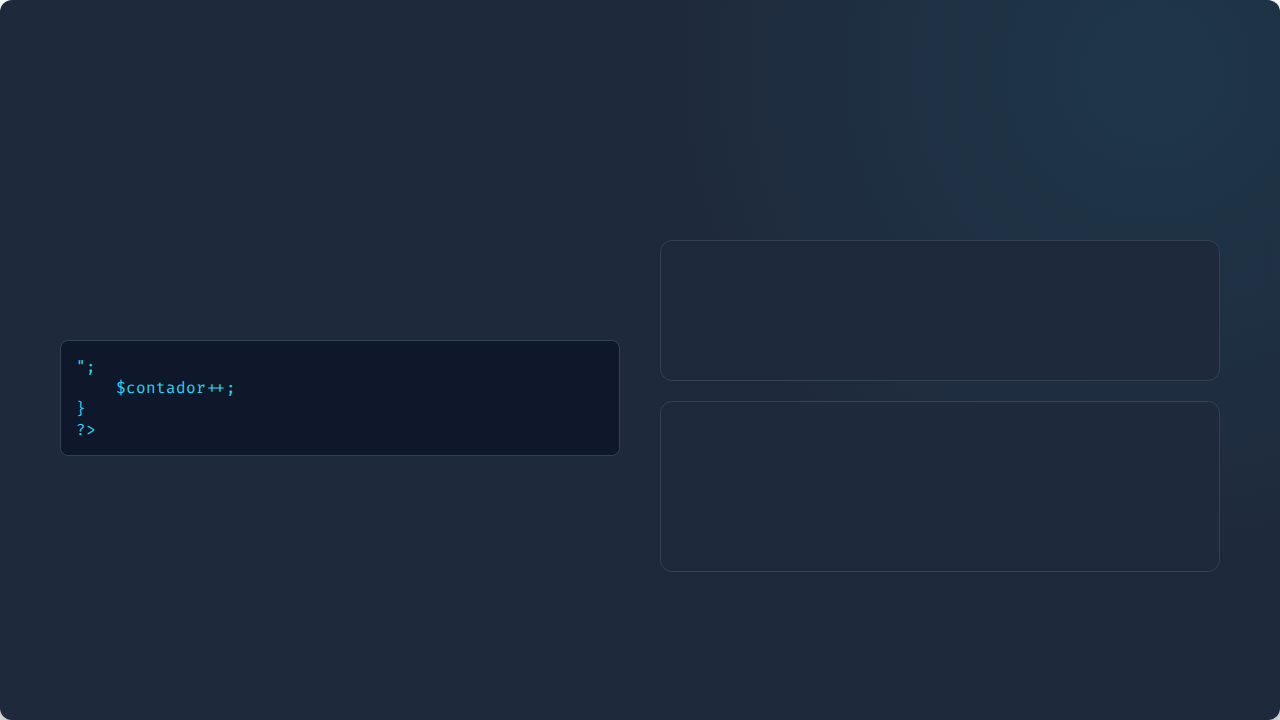 ";
    $contador++;
}
?>